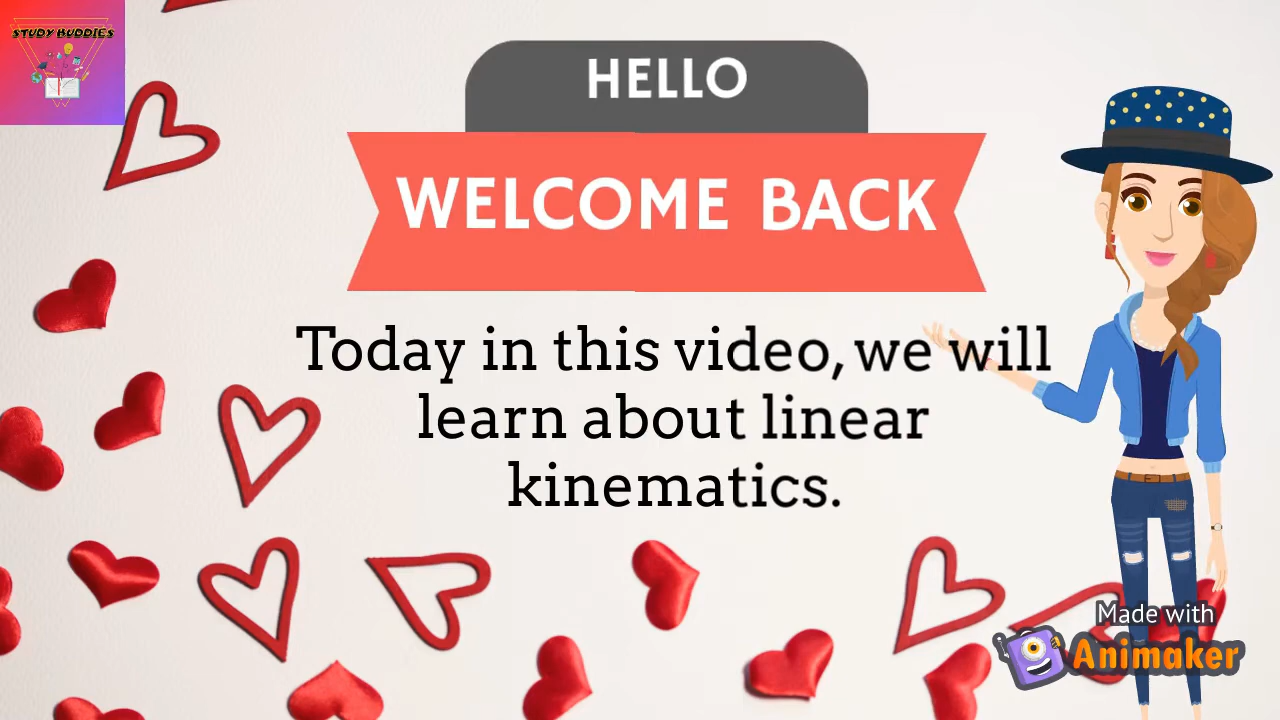 STUDY BUDDIES
HELLO
WELCOME BACK
Today in this video, we will
learn about linear
kinematics.
Made with
Animaker